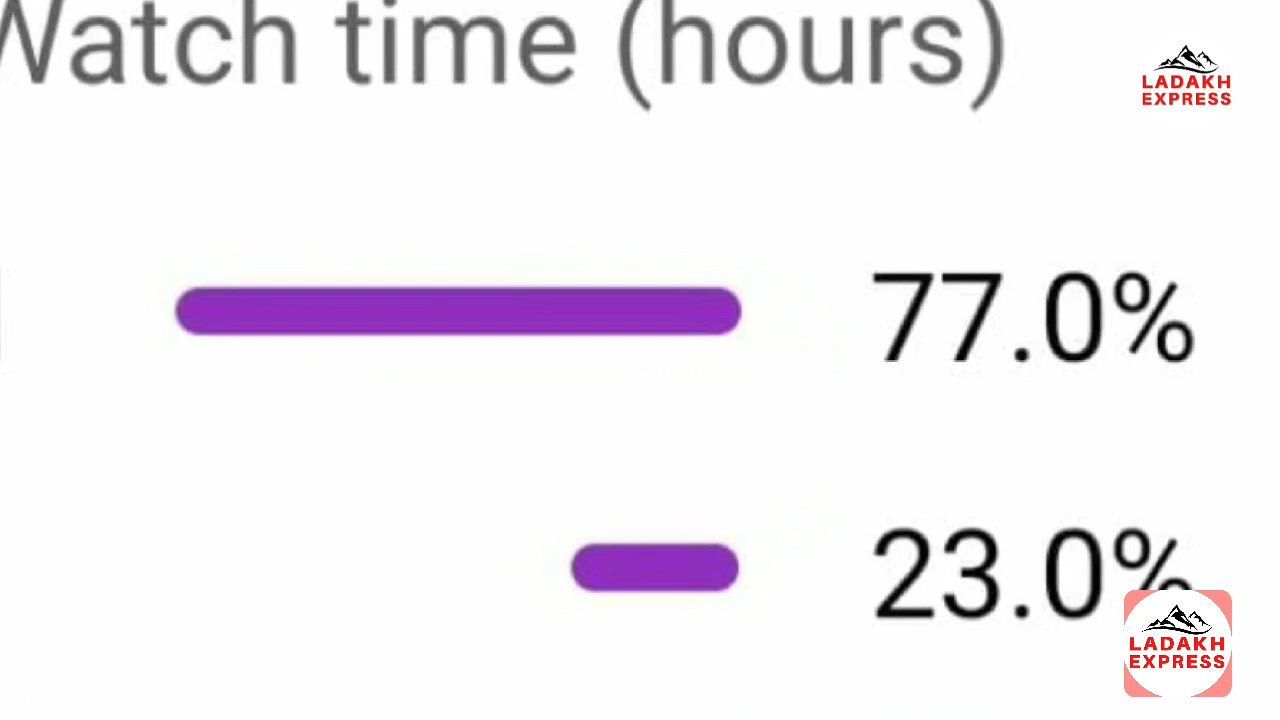 Watch time (hours)
LADAKH
EXPRESS
77.0%
23.0%
LADAKH
EXPRESS